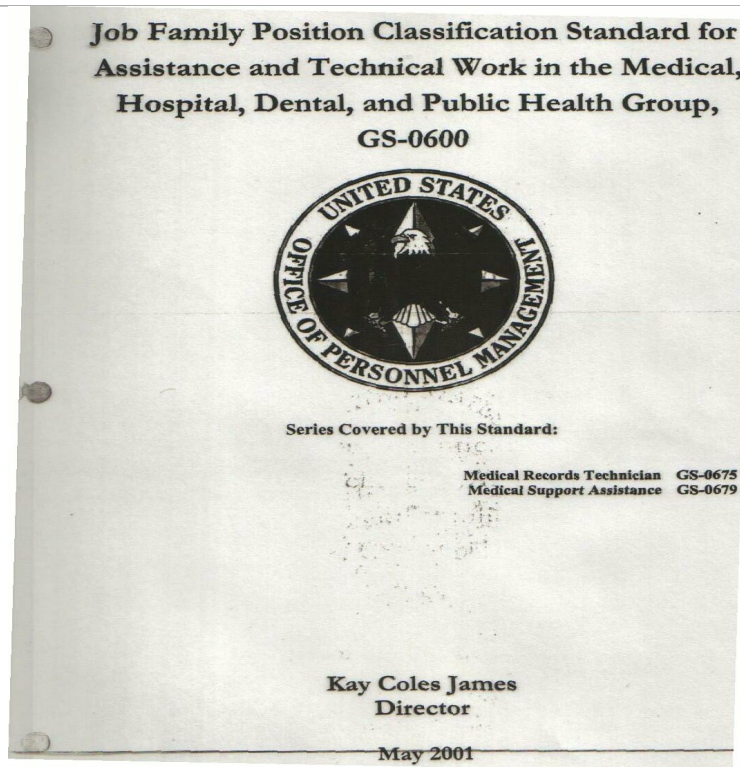 Job Family Position Classification Standard for
Assistance and Technical Work in the Medical,
Hospital, Dental, and Public Health Group,
GS-0600
UNITED STATES
OFFICE OF PERSONNEL MANAGEMENT
Series Covered by This Standard:
Medical Records Technician GS-0675
Medical Support Assistance GS-0679
Kay Coles James
Director
May 2001